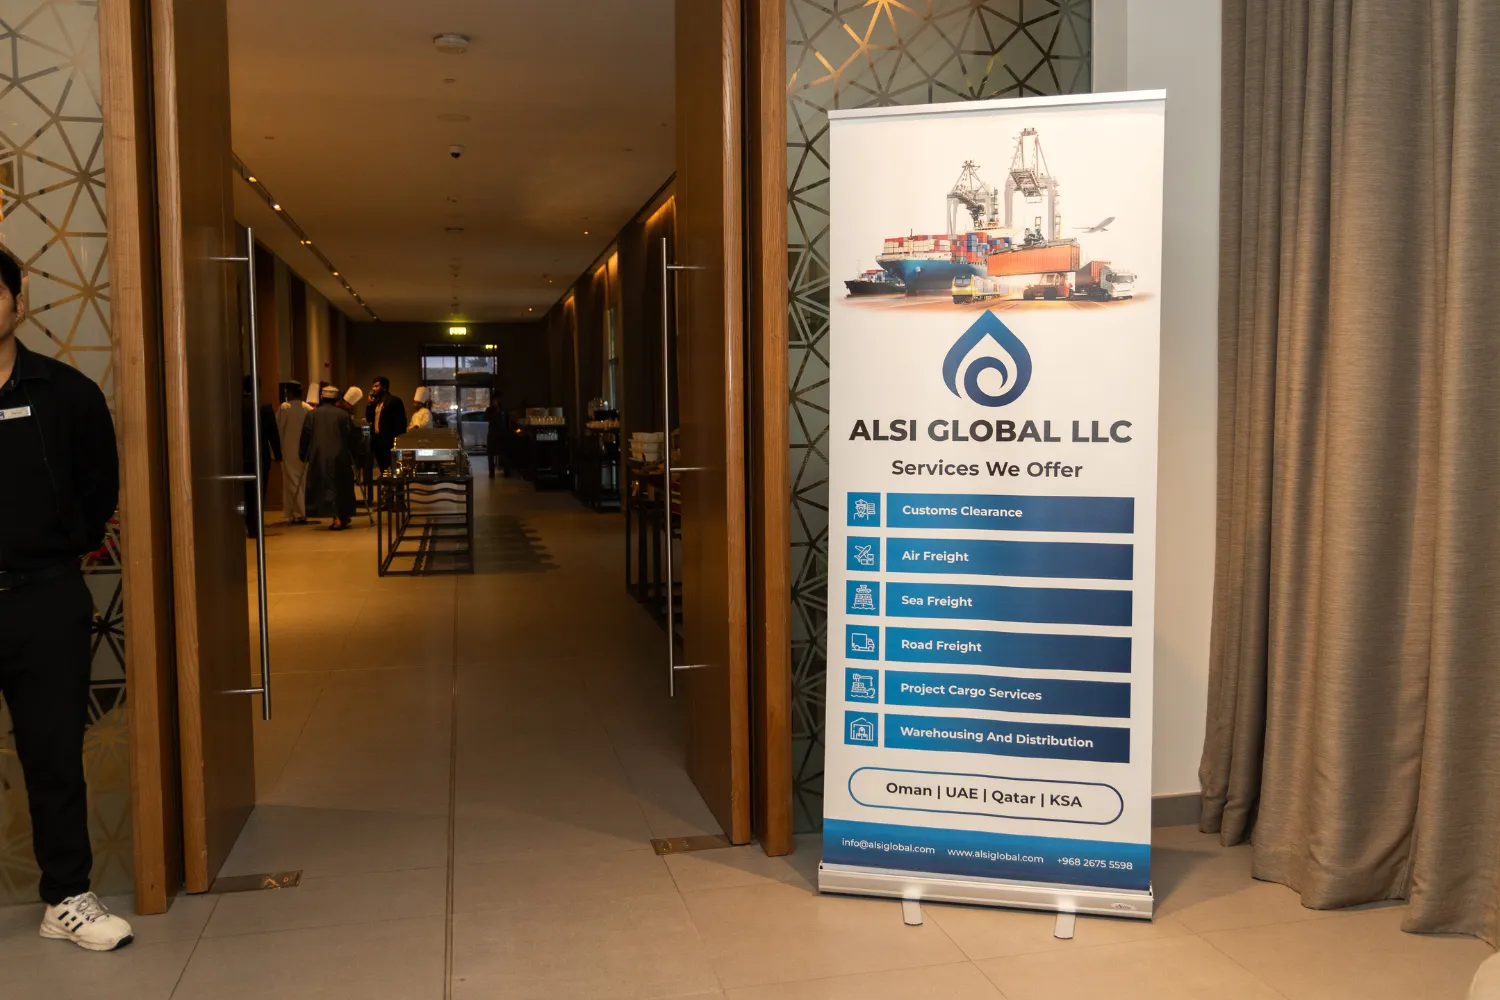 ALSI GLOBAL LLC
Services We Offer
Customs Clearance
Air Freight
Sea Freight
Road Freight
Project Cargo Services
Warehousing And Distribution
Oman | UAE | Qatar | KSA
info@alsiglobal.com www.alsiglobal.com +968 2675 5598